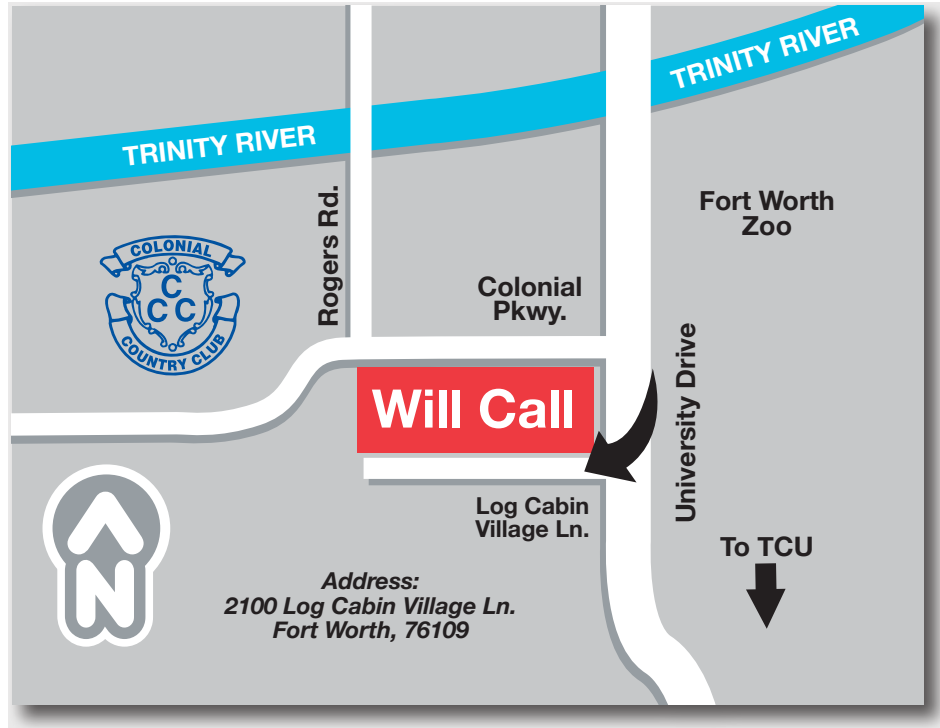 TRINITY RIVER
TRINITY RIVER
Fort Worth
Zoo
Rogers Rd.
COLONIAL
C
CCC
COUNTRY CLUB
Colonial
Pkwy.
University Drive
Will Call
Log Cabin
Village Ln.
To TCU
Address:
2100 Log Cabin Village Ln.
Fort Worth, 76109
N